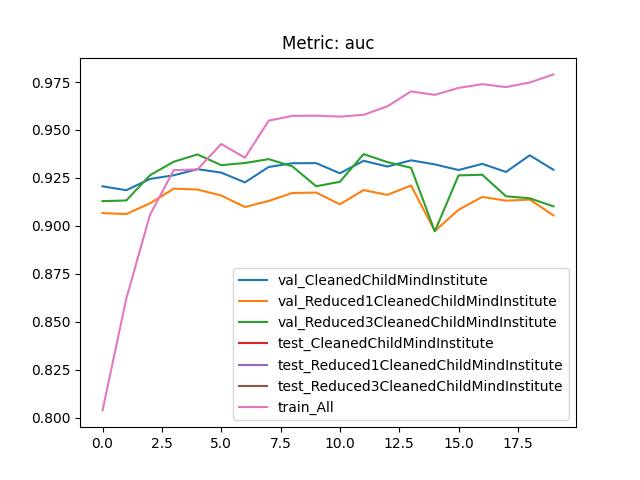 Metric: auc
0.975
0.950
0.925
0.900
0.875
0.850
0.825
0.800
val_CleanedChildMindInstitute
val_Reduced1CleanedChildMindInstitute
val_Reduced3CleanedChildMindInstitute
test_CleanedChildMindInstitute
test_Reduced1CleanedChildMindInstitute
test_Reduced3CleanedChildMindInstitute
train_All
0.0 2.5 5.0 7.5 10.0 12.5 15.0 17.5